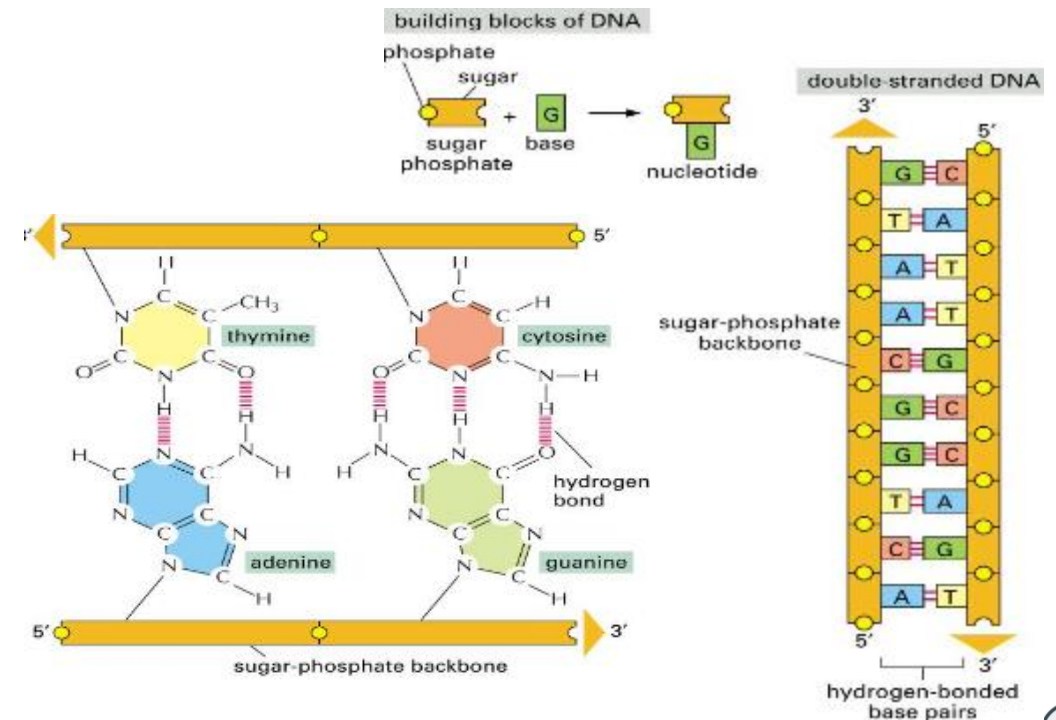 building blocks of DNA
phosphate
sugar
+
G
sugar
phosphate
base
G
nucleotide
3′
5′
H
C
CH3
N
C
thymine
O
C
C
O
N
H
H
C
H
N
C
cytosine
O
C
C
N
N
H
H
H
H
N
H
C
N
C
N
H
N
C
C
N
N
C
adenine
H
H
N
H
C
N
C
O
hydrogen
bond
N
C
C
N
N
C
guanine
H
5′
3′
sugar-phosphate backbone
double-stranded DNA
3′
5′
G C
T A
A T
A T
sugar-phosphate
backbone
C G
G C
G C
T A
C G
A T
5′
3′
hydrogen-bonded
base pairs